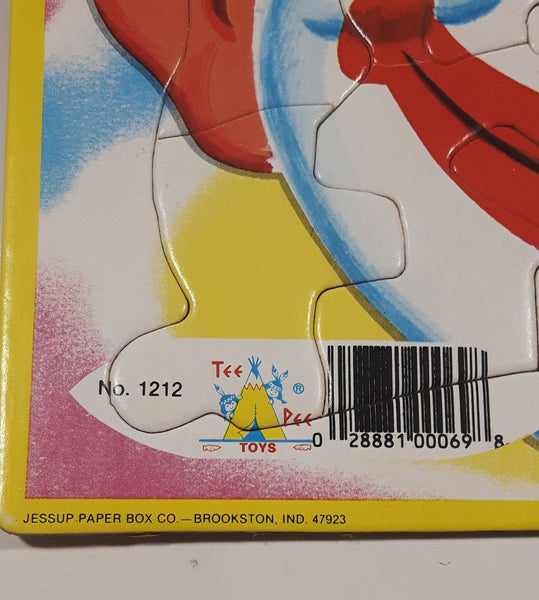 No. 1212
TEE
PEE
®
TOYS
0 28881 00069 8
JESSUP PAPER BOX CO.—BROOKSTON, IND. 47923